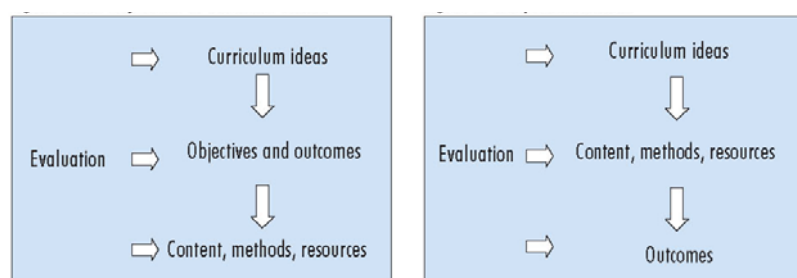 Curriculum ideas
Evaluation
Objectives and outcomes
Content, methods, resources
Curriculum ideas
Evaluation
Content, methods, resources
Outcomes